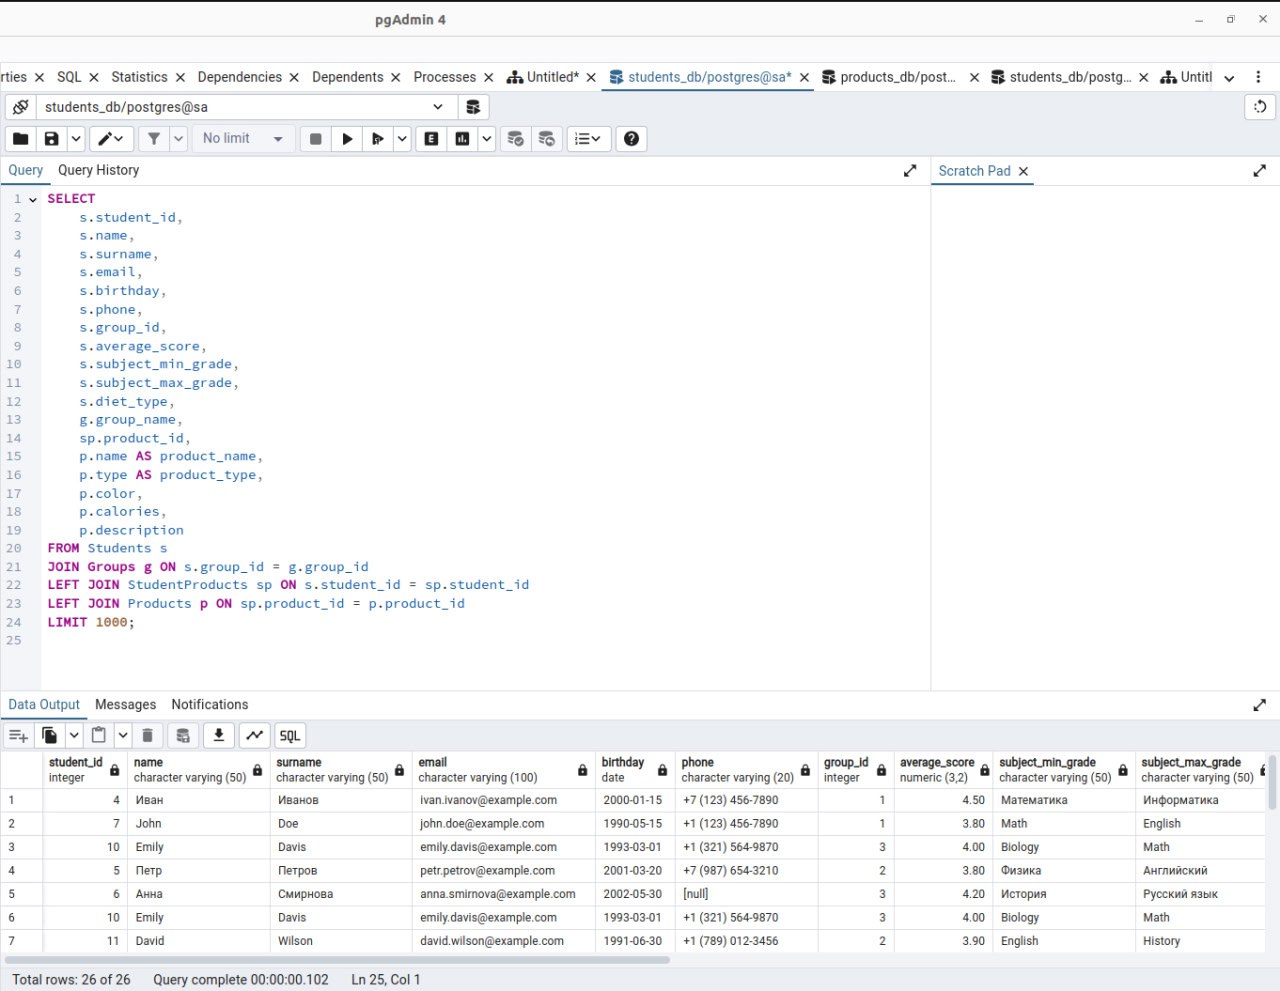 pgAdmin 4
rties SQL Statistics Dependencies Dependents Processes Untitled* students_db/postgres@sa* products_db/post... students_db/postg... Untitl
students_db/postgres@sa
No limit
Query Query History
Scratch Pad
1 SELECT
2 s.student_id,
3 s.name,
4 s.surname,
5 s.email,
6 s.birthday,
7 s.phone,
8 s.group_id,
9 s.average_score,
10 s.subject_min_grade,
11 s.subject_max_grade,
12 s.diet_type,
13 g.group_name,
14 sp.product_id,
15 p.name AS product_name,
16 p.type AS product_type,
17 p.color,
18 p.calories,
19 p.description
20 FROM Students s
21 JOIN Groups g ON s.group_id = g.group_id
22 LEFT JOIN StudentProducts sp ON s.student_id = sp.student_id
23 LEFT JOIN Products p ON sp.product_id = p.product_id
24 LIMIT 1000;
25
Data Output Messages Notifications
SQL
student_id name surname email birthday phone group_id average_score subject_min_grade subject_max_grade
integer character varying (50) character varying (50) character varying (100) date character varying (20) integer numeric (3,2) character varying (50) character varying (50)
1 4 Иван Иванов ivan.ivanov@example.com 2000-01-15 +7 (123) 456-7890 1 4.50 Математика Информатика
2 7 John Doe john.doe@example.com 1990-05-15 +1 (123) 456-7890 1 3.80 Math English
3 10 Emily Davis emily.davis@example.com 1993-03-01 +1 (321) 564-9870 3 4.00 Biology Math
4 5 Петр Петров petr.petrov@example.com 2001-03-20 +7 (987) 654-3210 2 3.80 Физика Английский
5 6 Анна Смирнова anna.smirnova@example.com 2002-05-30 [null] 3 4.20 История Русский язык
6 10 Emily Davis emily.davis@example.com 1993-03-01 +1 (321) 564-9870 3 4.00 Biology Math
7 11 David Wilson david.wilson@example.com 1991-06-30 +1 (789) 012-3456 2 3.90 English History
Total rows: 26 of 26 Query complete 00:00:00.102 Ln 25, Col 1